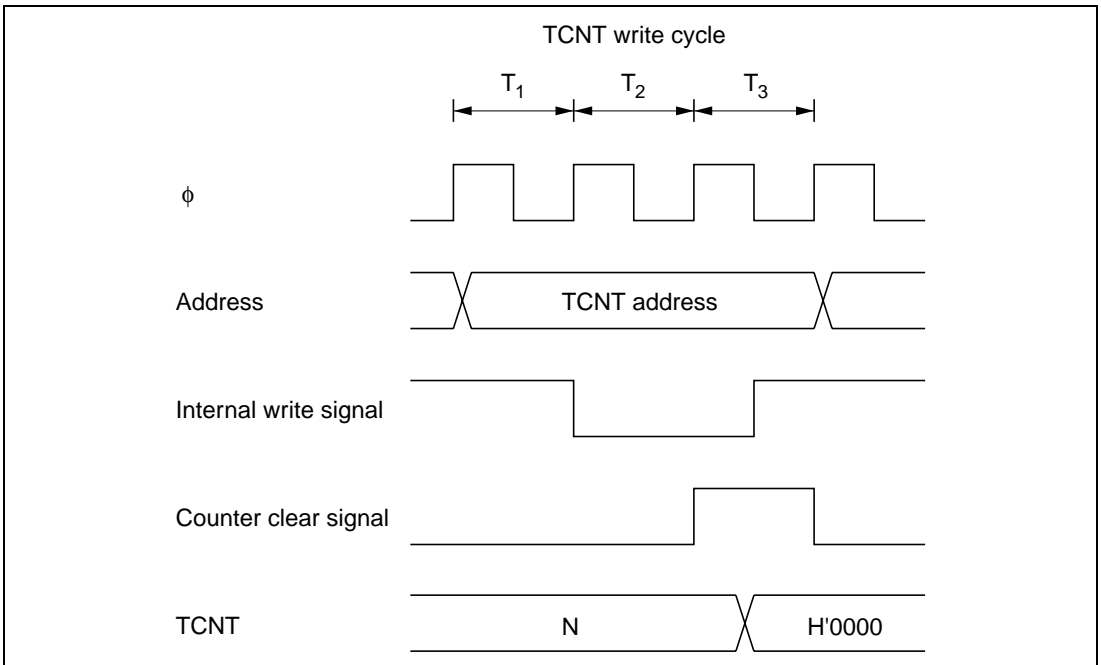 TCNT write cycle
T1 T2 T3
ϕ
Address TCNT address
Internal write signal
Counter clear signal
TCNT N H'0000